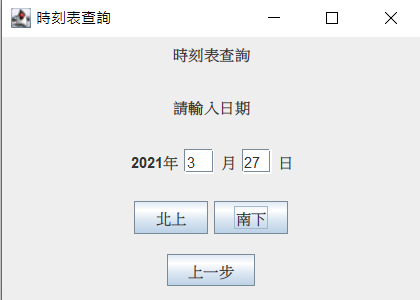 時刻表查詢
時刻表查詢
請輸入日期
2021年 3 月 27 日
北上 南下
上一步